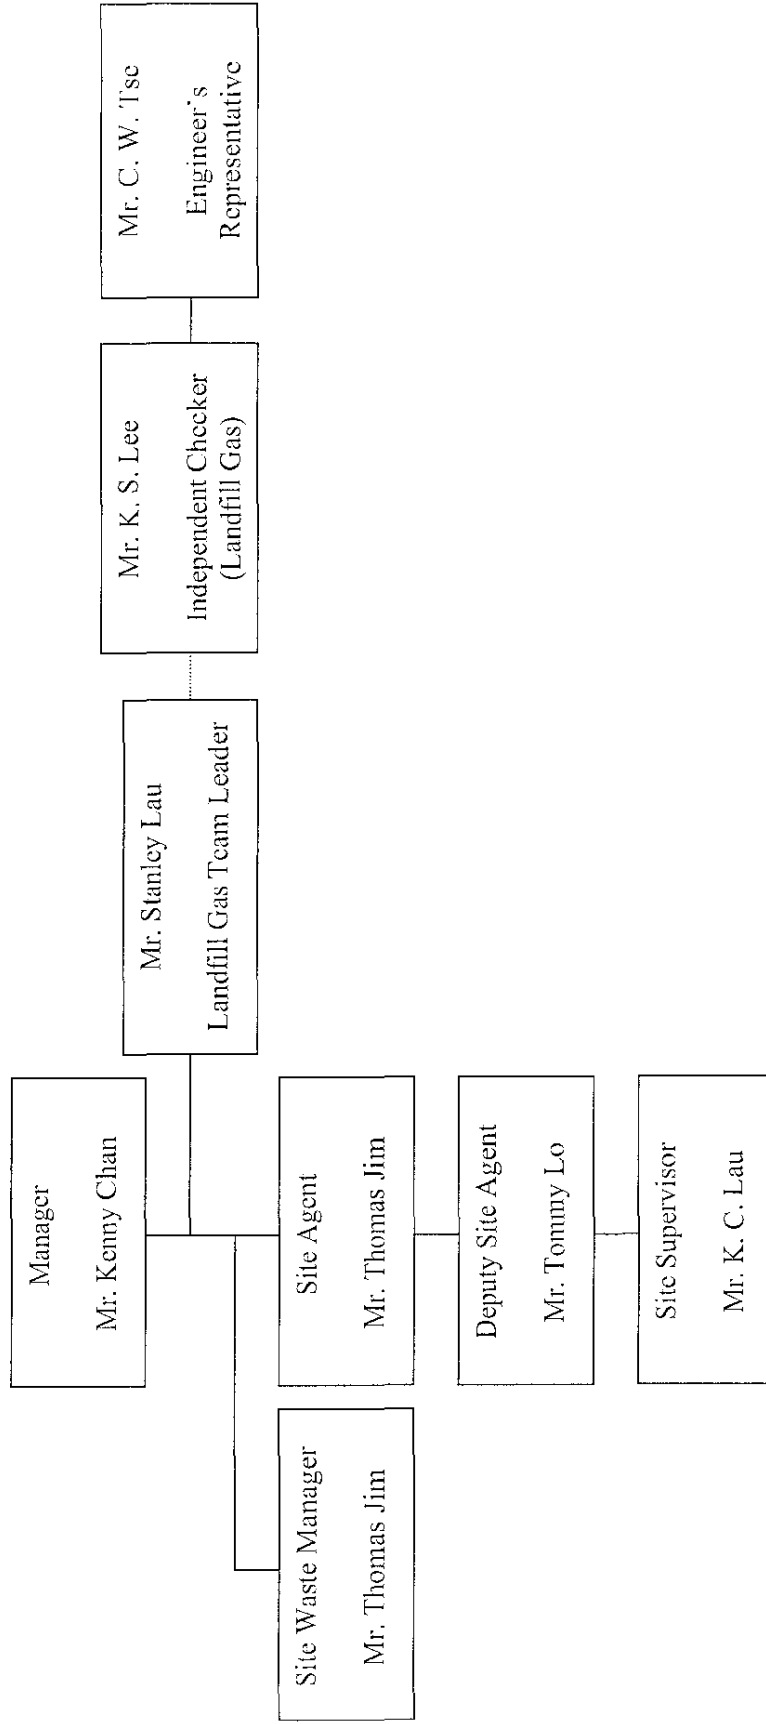 Manager
Mr. Kenny Chan
Mr. Stanley Lau
Landfill Gas Team Leader
Mr. K. S. Lee
Independent Checker
(Landfill Gas)
Mr. C. W. Tse
Engineer's
Representative
Site Waste Manager
Mr. Thomas Jim
Site Agent
Mr. Thomas Jim
Deputy Site Agent
Mr. Tommy Lo
Site Supervisor
Mr. K. C. Lau